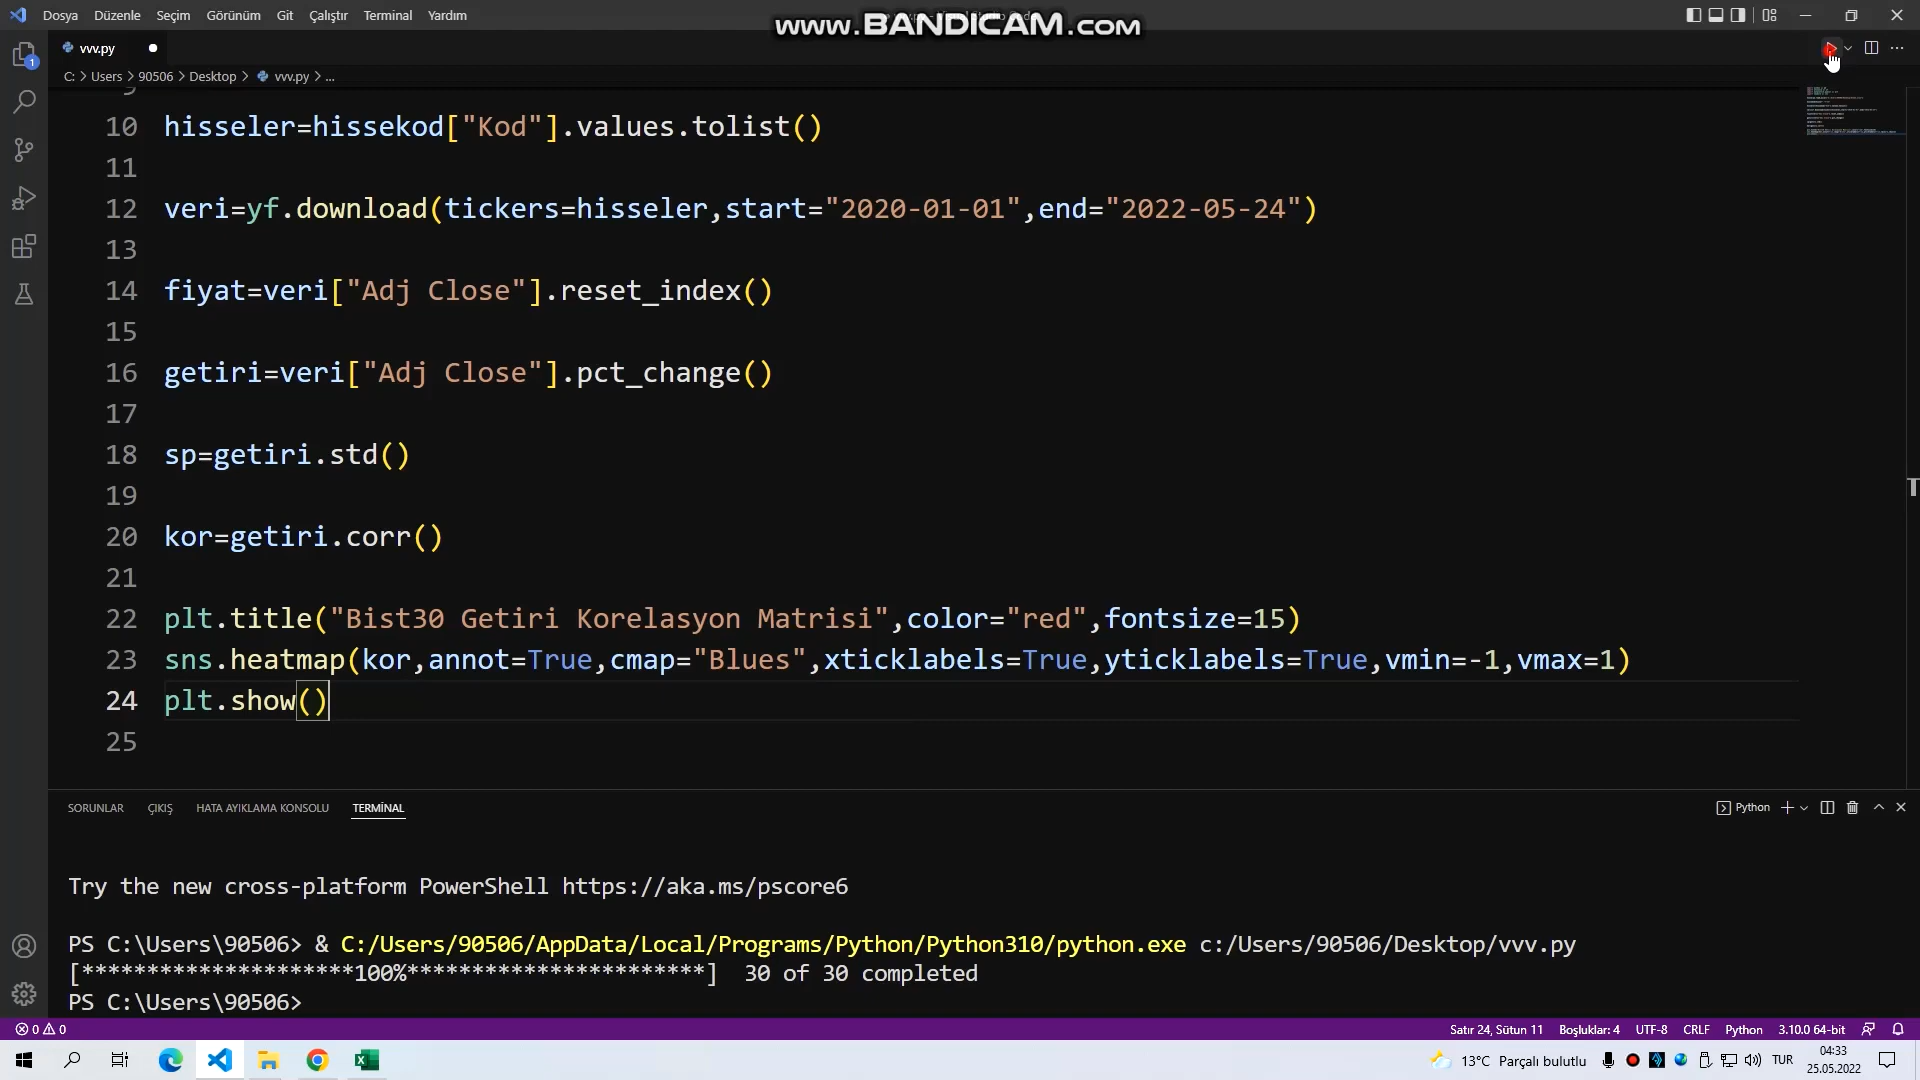 Dosya Düzenle Seçim Görünüm Git Çalıştır Terminal Yardım
www.BANDICAM.com
vvv.py
C: > Users > 90506 > Desktop > vvv.py > ...
9
10 hisseler=hissekod["Kod"].values.tolist()
11
12 veri=yf.download(tickers=hisseler,start="2020-01-01",end="2022-05-24")
13
14 fiyat=veri["Adj Close"].reset_index()
15
16 getiri=veri["Adj Close"].pct_change()
17
18 sp=getiri.std()
19
20 kor=getiri.corr()
21
22 plt.title("Bist30 Getiri Korelasyon Matrisi",color="red",fontsize=15)
23 sns.heatmap(kor,annot=True,cmap="Blues",xticklabels=True,yticklabels=True,vmin=-1,vmax=1)
24 plt.show()
25
SORUNLAR ÇIKIŞ HATA AYIKLAMA KONSOLU TERMİNAL
Python
Try the new cross-platform PowerShell https://aka.ms/pscore6
PS C:\Users\90506> & C:/Users/90506/AppData/Local/Programs/Python/Python310/python.exe c:/Users/90506/Desktop/vvv.py
[*********************100%***********************]  30 of 30 completed
PS C:\Users\90506>
0 0 Satır 24, Sütun 11 Boşluklar: 4 UTF-8 CRLF Python 3.10.0 64-bit
13°C Parçalı bulutlu TUR 04:33
25.05.2022
1